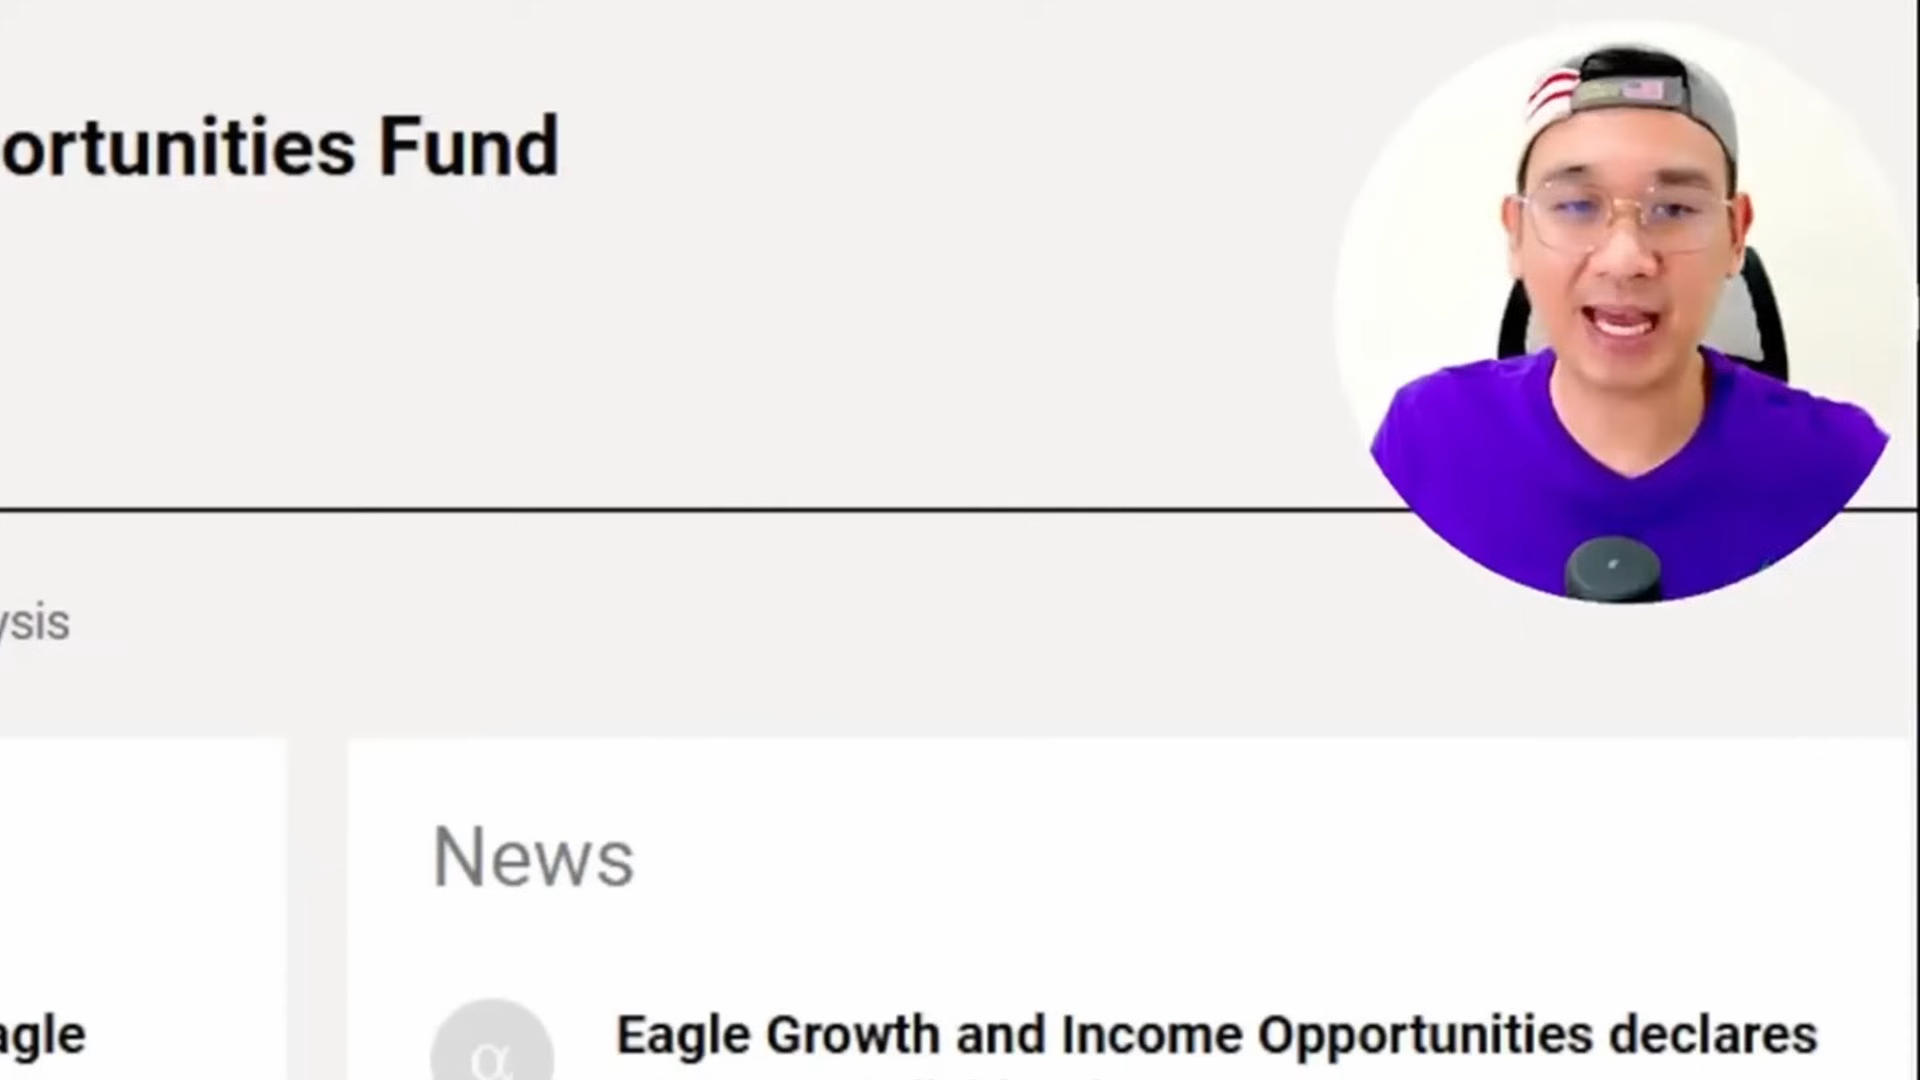 ortunities Fund
ysis
News
agle
α
Eagle Growth and Income Opportunities declares